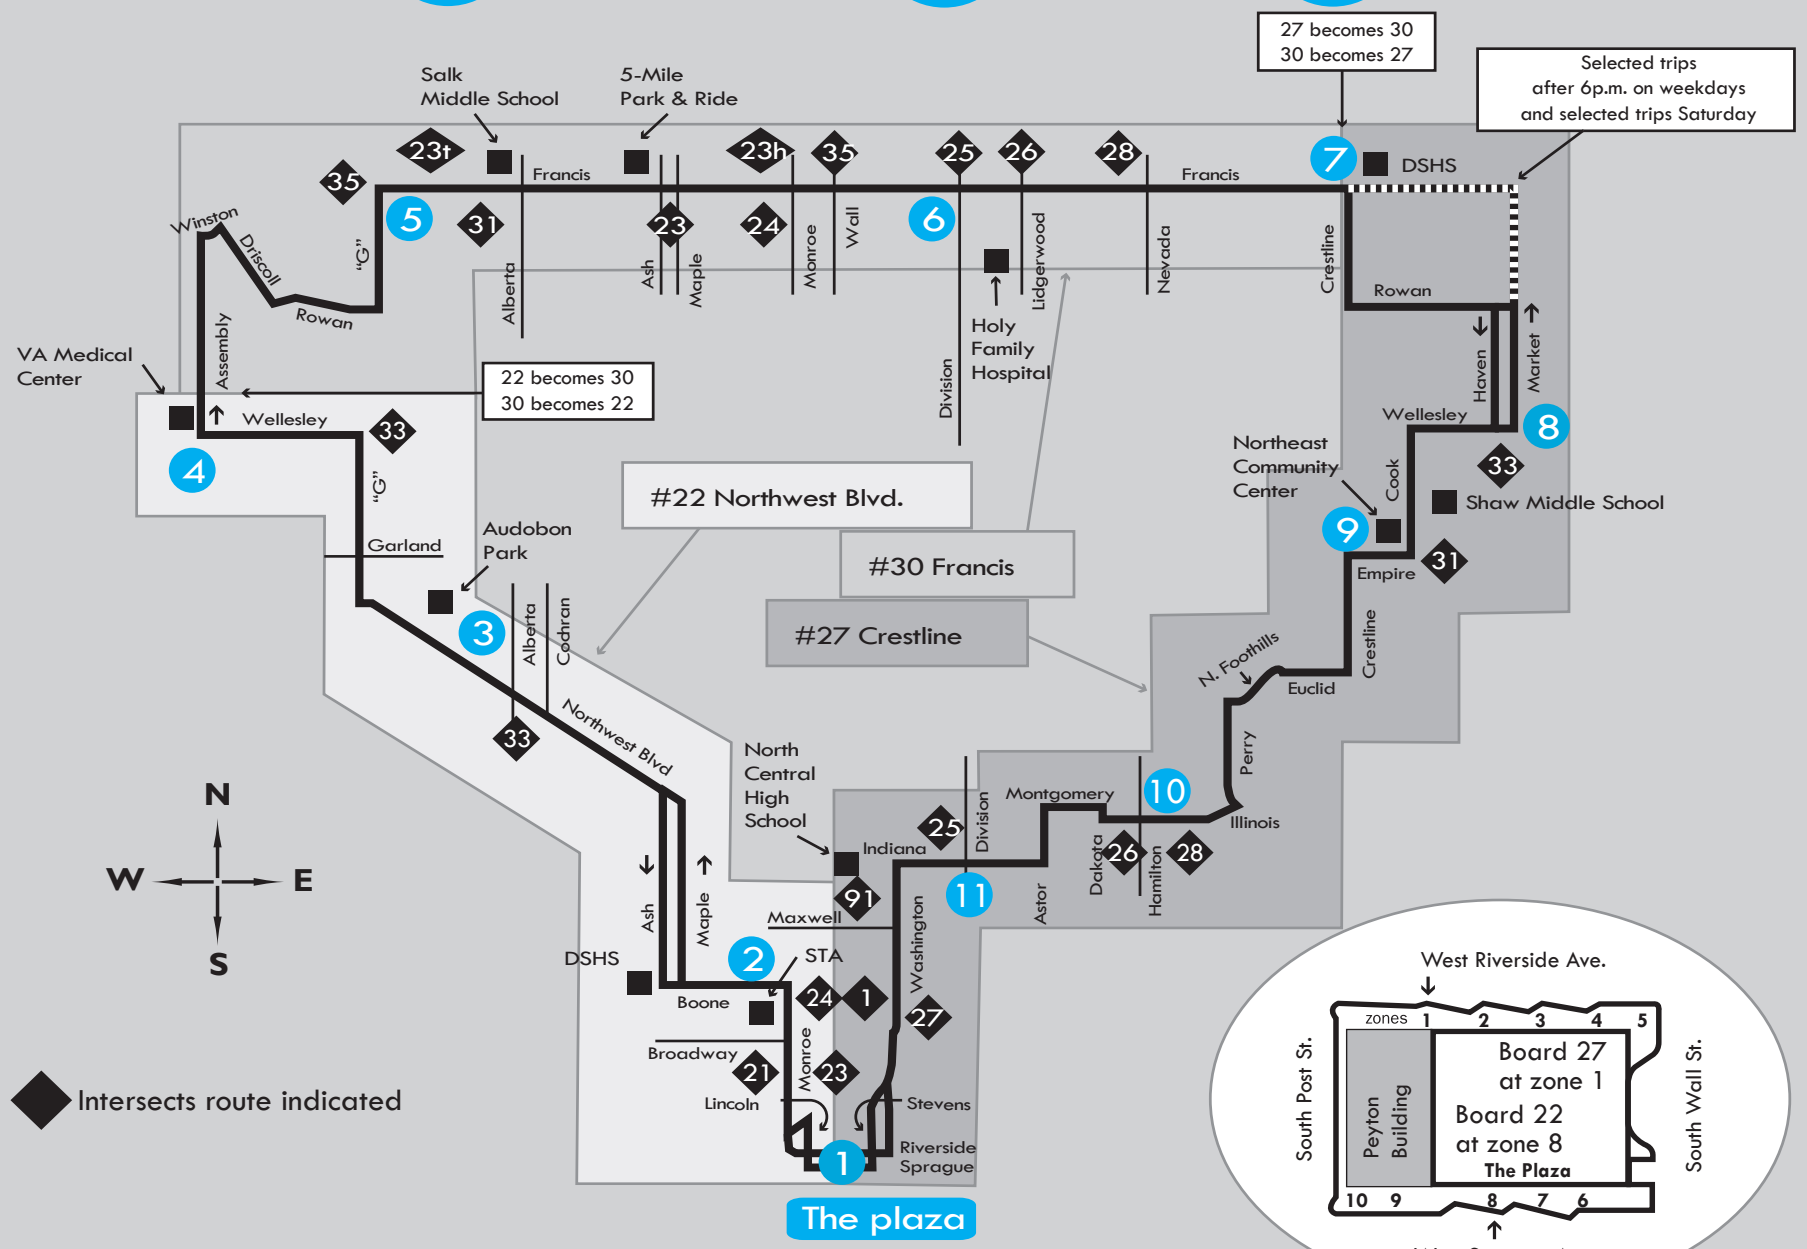 27 becomes 30
30 becomes 27
Selected trips
after 6p.m. on weekdays
and selected trips Saturday
Salk
Middle School
5-Mile
Park & Ride
23t
23h
35
25
26
28
7
DSHS
35
Francis
Francis
5
31
23
24
6
Winston
Driscoll
"G"
Rowan
Alberta
Ash
Maple
Monroe
Wall
Division
Lidgerwood
Nevada
Crestline
Rowan
Haven
Market
Holy
Family
Hospital
VA Medical
Center
Assembly
22 becomes 30
30 becomes 22
Wellesley
33
4
"G"
Wellesley
8
33
Northeast
Community
Center
Cook
Shaw Middle School
9
31
Empire
#22 Northwest Blvd.
#30 Francis
#27 Crestline
Garland
Audobon
Park
3
Alberta
Cochran
33
Northwest Blvd
N. Foothills
Euclid
Crestline
Perry
Illinois
10
Montgomery
North
Central
High
School
25
Division
Indiana
Dakota
26
Hamilton
28
91
11
Astor
Maxwell
Washington
N
W
E
S
Ash
Maple
DSHS
2
STA
Boone
24
1
27
Broadway
Monroe
21
23
Lincoln
Stevens
Riverside
Sprague
1
The plaza
Intersects route indicated
West Riverside Ave.
zones
1
2
3
4
5
South Post St.
Peyton
Building
Board 27
at zone 1
Board 22
at zone 8
The Plaza
South Wall St.
10
9
8
7
6